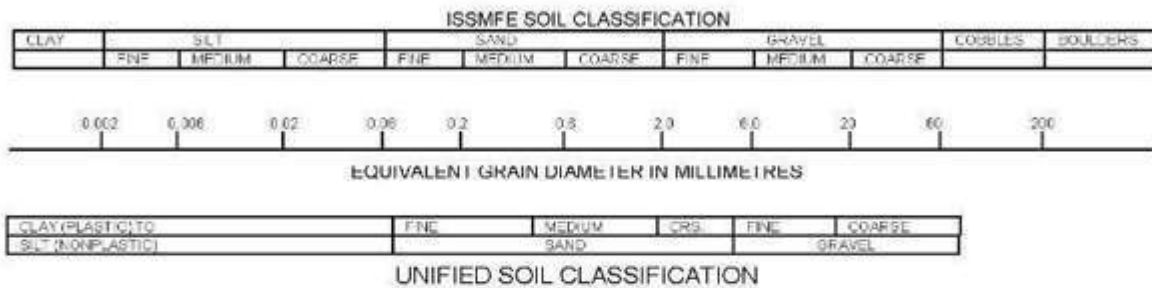 ISSMFE SOIL CLASSIFICATION
CLAY SILT SAND GRAVEL COBBLES BOULDERS
FINE MEDIUM COARSE FINE MEDIUM COARSE FINE MEDIUM COARSE
0.002 0.006 0.02 0.06 0.2 0.6 2.0 6.0 20 60 200
EQUIVALENT GRAIN DIAMETER IN MILLIMETRES
CLAY (PLASTIC) TO FINE MEDIUM CRS. FINE COARSE
SILT (NONPLASTIC) SAND GRAVEL
UNIFIED SOIL CLASSIFICATION